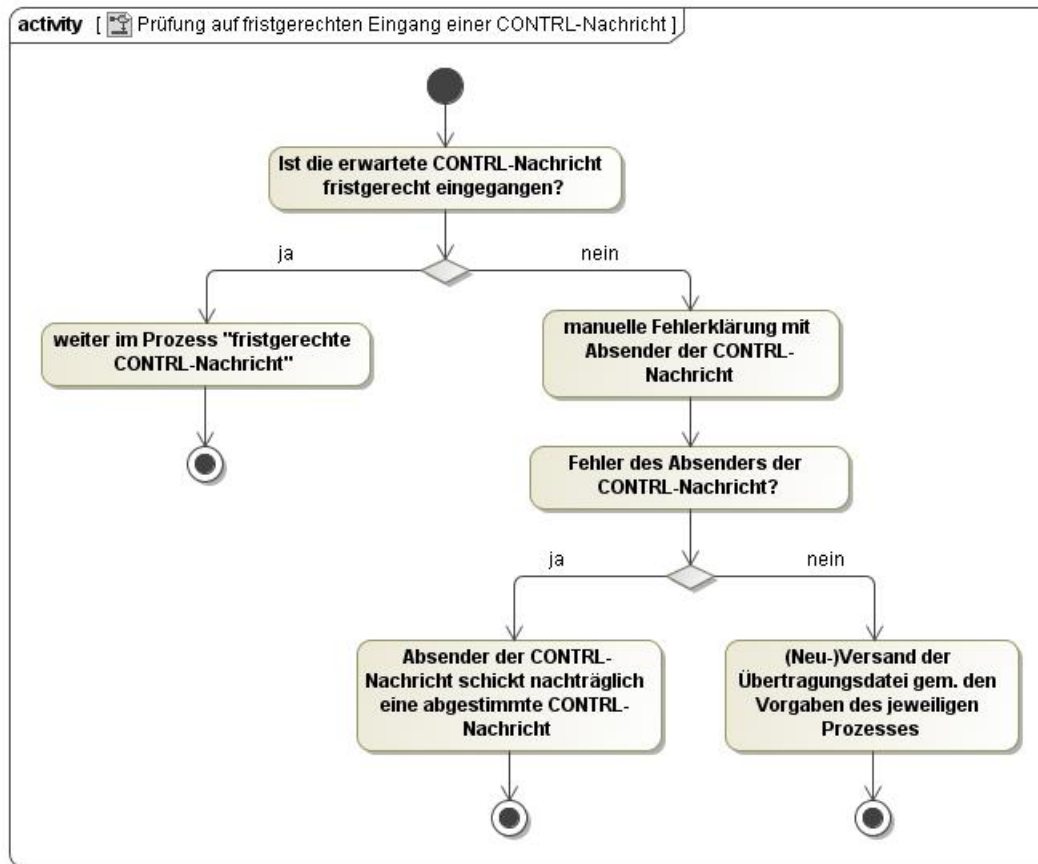 activity [ Prüfung auf fristgerechten Eingang einer CONTRL-Nachricht ]
Ist die erwartete CONTRL-Nachricht
fristgerecht eingegangen?
ja
nein
weiter im Prozess "fristgerechte
CONTRL-Nachricht"
manuelle Fehlerklärung mit
Absender der CONTRL-
Nachricht
Fehler des Absenders der
CONTRL-Nachricht?
ja
nein
Absender der CONTRL-
Nachricht schickt nachträglich
eine abgestimmte CONTRL-
Nachricht
(Neu-)Versand der
Übertragungsdatei gem. den
Vorgaben des jeweiligen
Prozesses